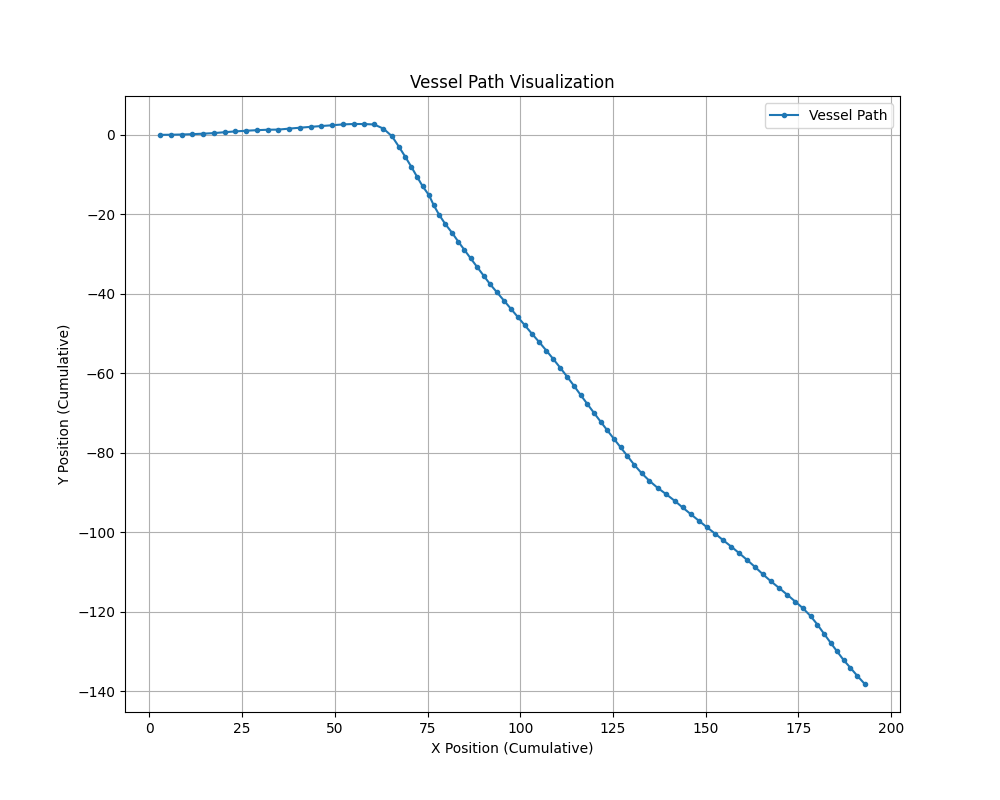 Vessel Path Visualization
Vessel Path
Y Position (Cumulative)
0
−20
−40
−60
−80
−100
−120
−140
0 25 50 75 100 125 150 175 200
X Position (Cumulative)